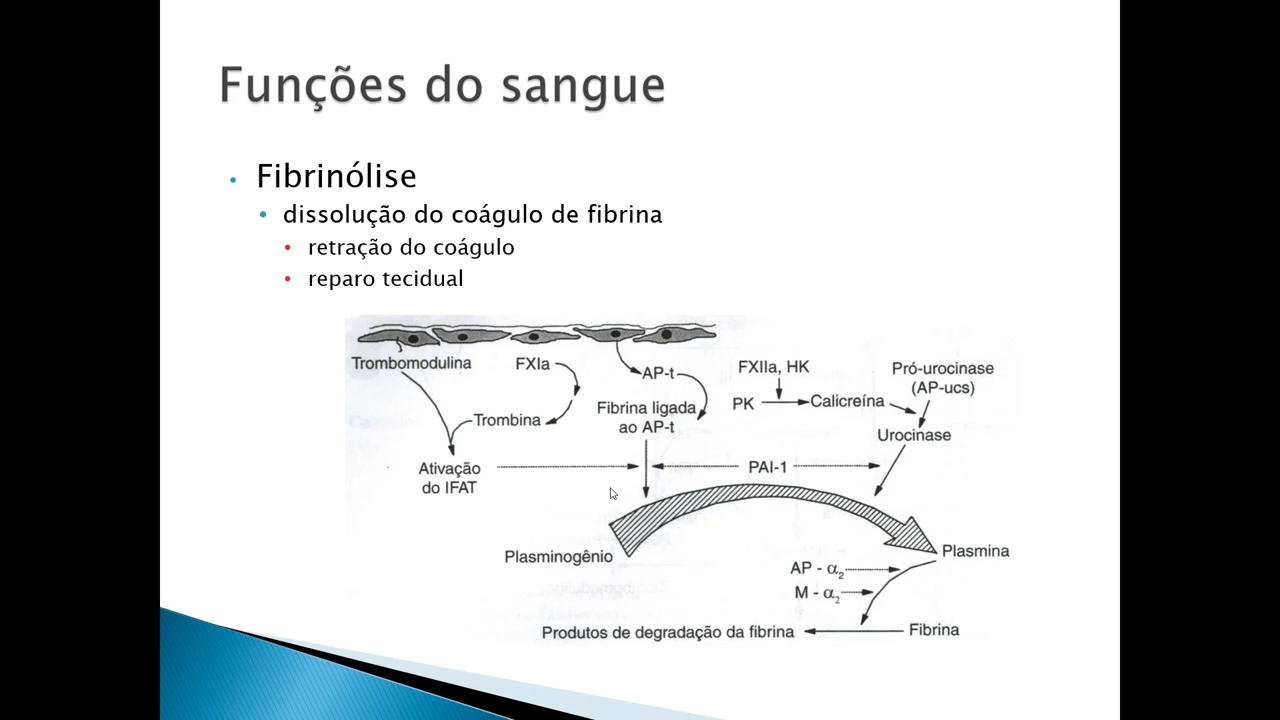 Funções do sangue
• Fibrinólise
• dissolução do coágulo de fibrina
• retração do coágulo
• reparo tecidual
Trombomodulina
FXIa
AP-t
FXIIa, HK
Pró-urocinase
(AP-ucs)
PK
Calicreína
Fibrina ligada
ao AP-t
Trombina
Urocinase
Ativação
do IFAT
PAI-1
Plasminogênio
Plasmina
AP - α2
M - α2
Produtos de degradação da fibrina
Fibrina